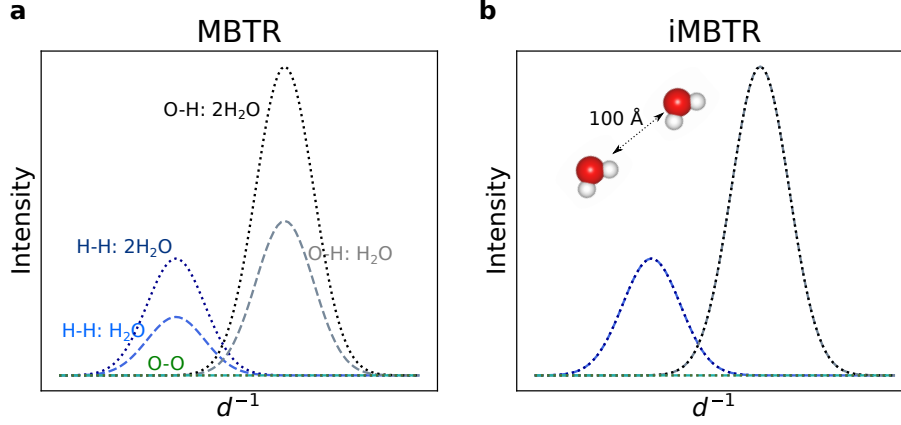 a
MBTR
O-H: 2H₂O
O-H: H₂O
H-H: 2H₂O
H-H: H₂O
O-O
Intensity
d⁻¹
b
iMBTR
100 Å
Intensity
d⁻¹